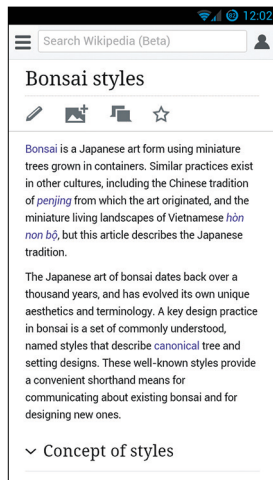 12:02
Search Wikipedia (Beta)
Bonsai styles
Bonsai is a Japanese art form using miniature
trees grown in containers. Similar practices exist
in other cultures, including the Chinese tradition
of penjing from which the art originated, and the
miniature living landscapes of Vietnamese hòn
non bộ, but this article describes the Japanese
tradition.
The Japanese art of bonsai dates back over a
thousand years, and has evolved its own unique
aesthetics and terminology. A key design practice
in bonsai is a set of commonly understood,
named styles that describe canonical tree and
setting designs. These well-known styles provide
a convenient shorthand means for
communicating about existing bonsai and for
designing new ones.
Concept of styles